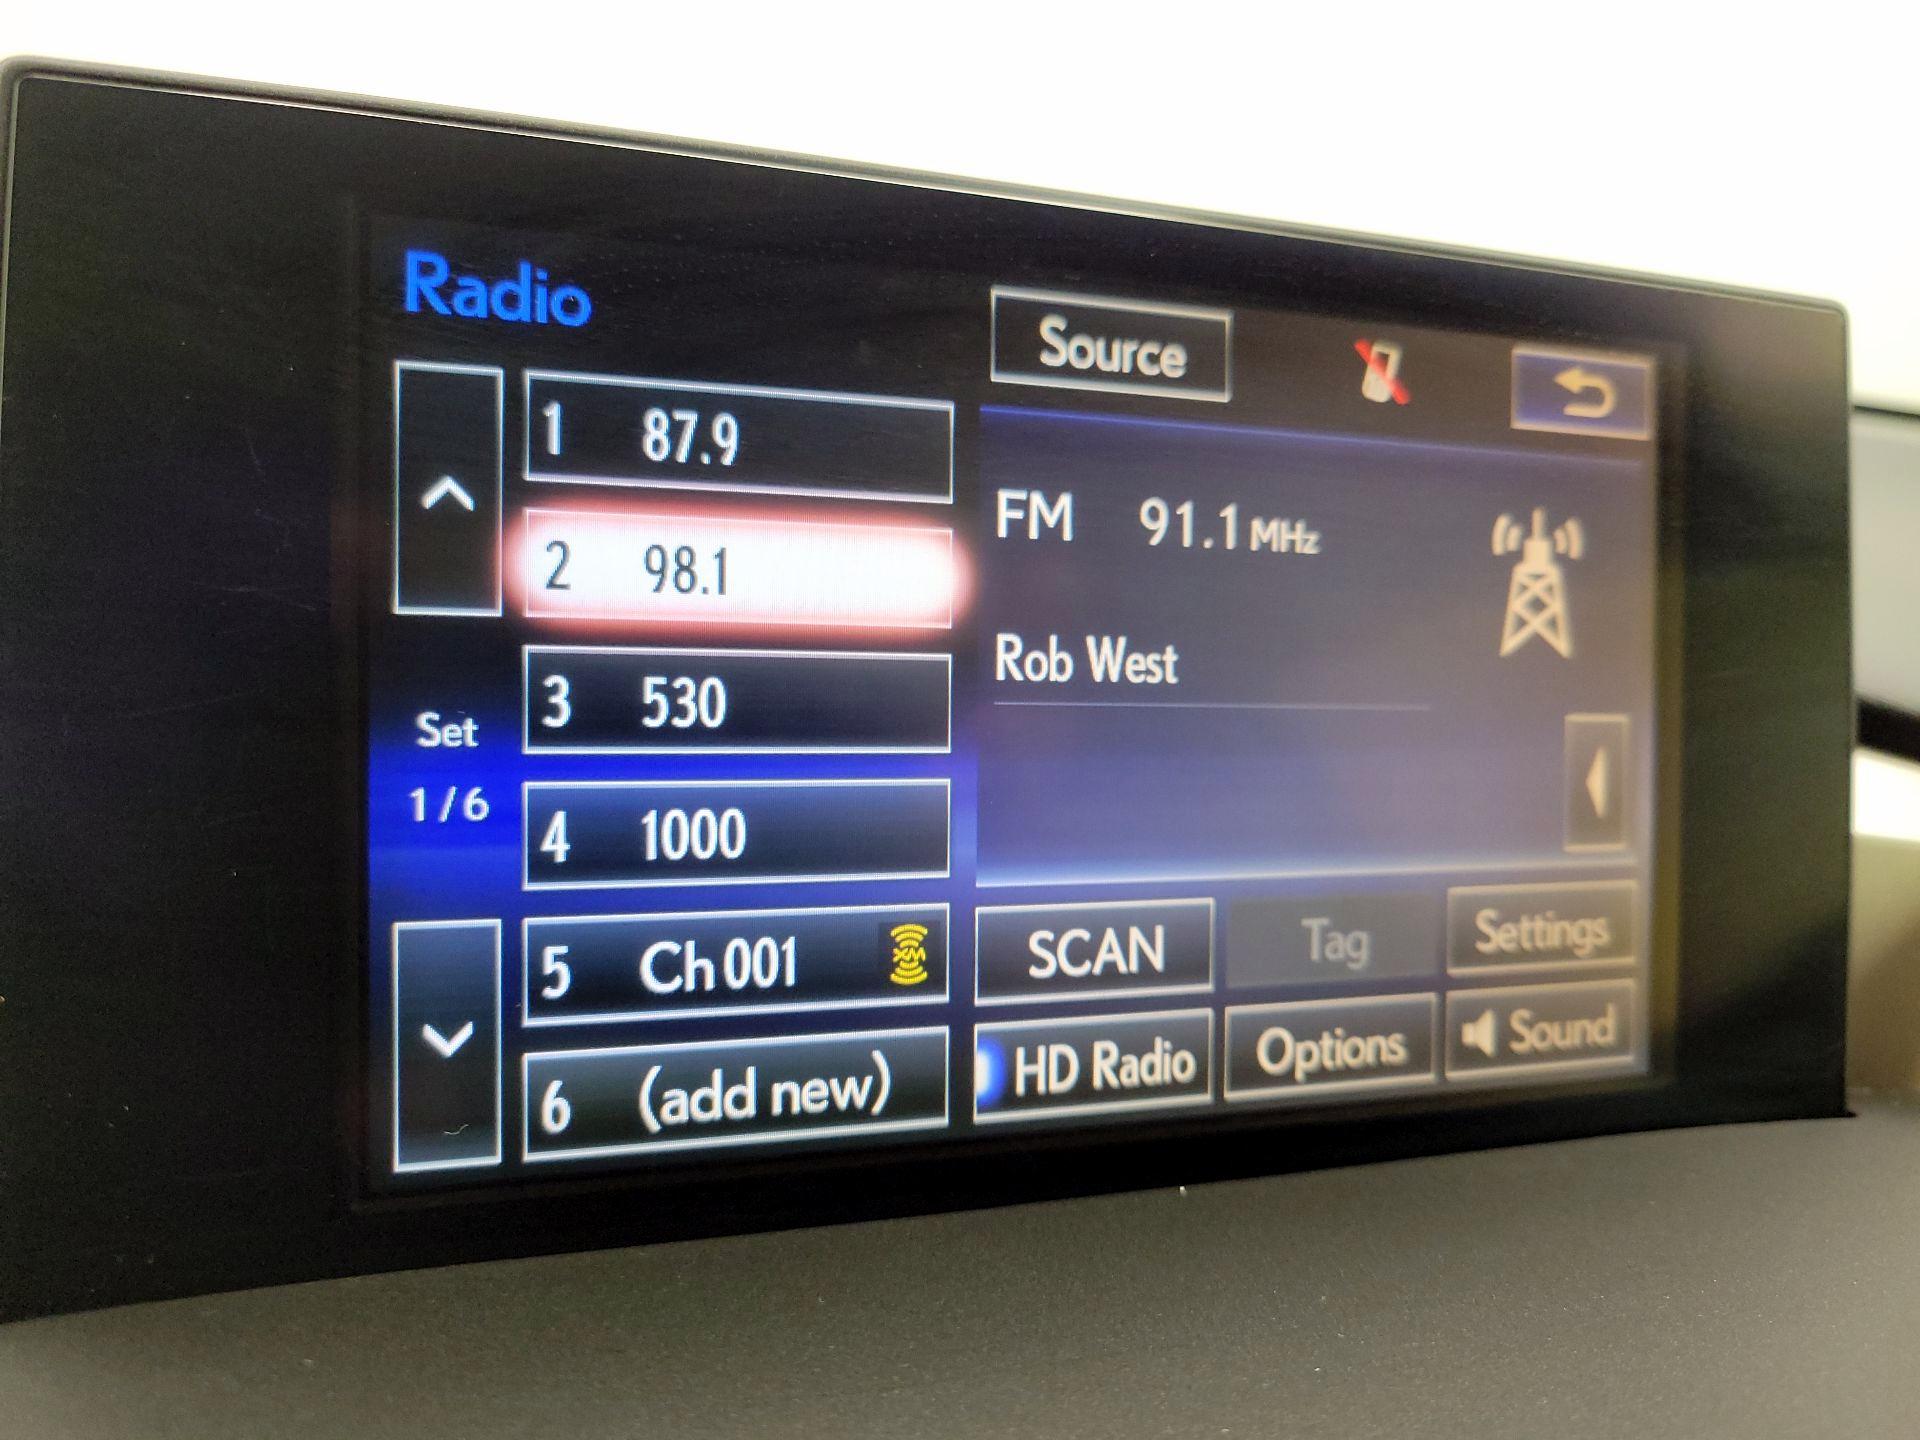 Radio
Source
1 87.9
2 98.1
3 530
4 1000
5 Ch 001 XM
6 (add new)
Set
1/6
FM 91.1 MHz
Rob West
SCAN
Tag
Settings
HD Radio
Options
Sound